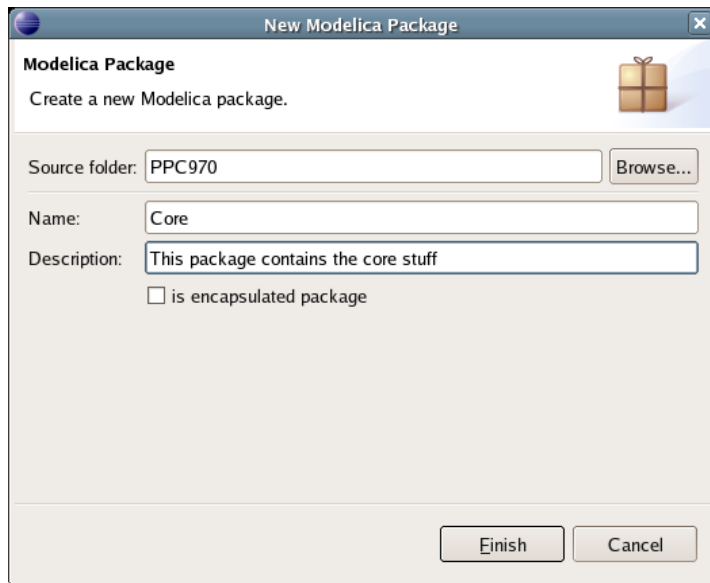 New Modelica Package
Modelica Package
Create a new Modelica package.
Source folder: PPC970 Browse...
Name: Core
Description: This package contains the core stuff
is encapsulated package
Finish Cancel